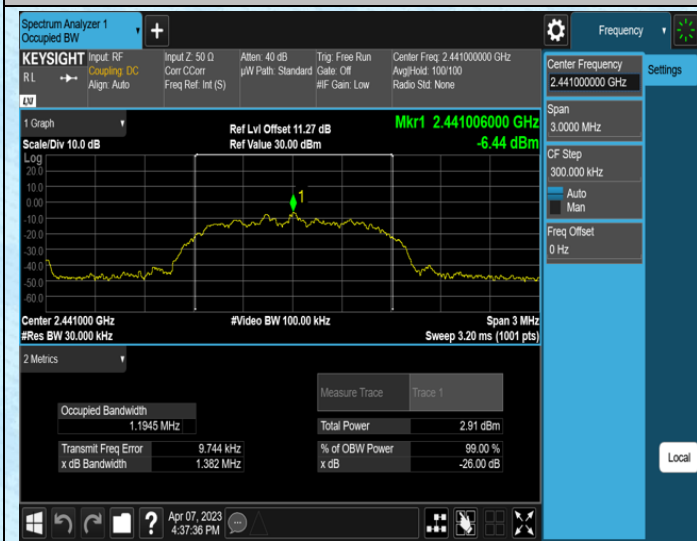 Spectrum Analyzer 1
Occupied BW
Frequency
KEYSIGHT
RL
LXI
Input: RF
Coupling: DC
Align: Auto
Input Z: 50 Ω
Corr CCorr
Freq Ref: Int (S)
Atten: 40 dB
µW Path: Standard
Trig: Free Run
Gate: Off
#IF Gain: Low
Center Freq: 2.441000000 GHz
Avg|Hold: 100/100
Radio Std: None
Center Frequency
2.441000000 GHz
Settings
Span
3.0000 MHz
CF Step
300.000 kHz
Auto
Man
Freq Offset
0 Hz
1 Graph
Scale/Div 10.0 dB
Ref Lvl Offset 11.27 dB
Ref Value 30.00 dBm
Mkr1 2.441006000 GHz
-6.44 dBm
Log
20.0
10.0
0.00
-10.0
-20.0
-30.0
-40.0
-50.0
-60.0
1
Center 2.441000 GHz
#Res BW 30.000 kHz
#Video BW 100.00 kHz
Span 3 MHz
Sweep 3.20 ms (1001 pts)
2 Metrics
Measure Trace
Trace 1
Occupied Bandwidth
1.1945 MHz
Total Power
2.91 dBm
Transmit Freq Error
9.744 kHz
% of OBW Power
99.00 %
x dB Bandwidth
1.382 MHz
x dB
-26.00 dB
Local
?
Apr 07, 2023
4:37:36 PM